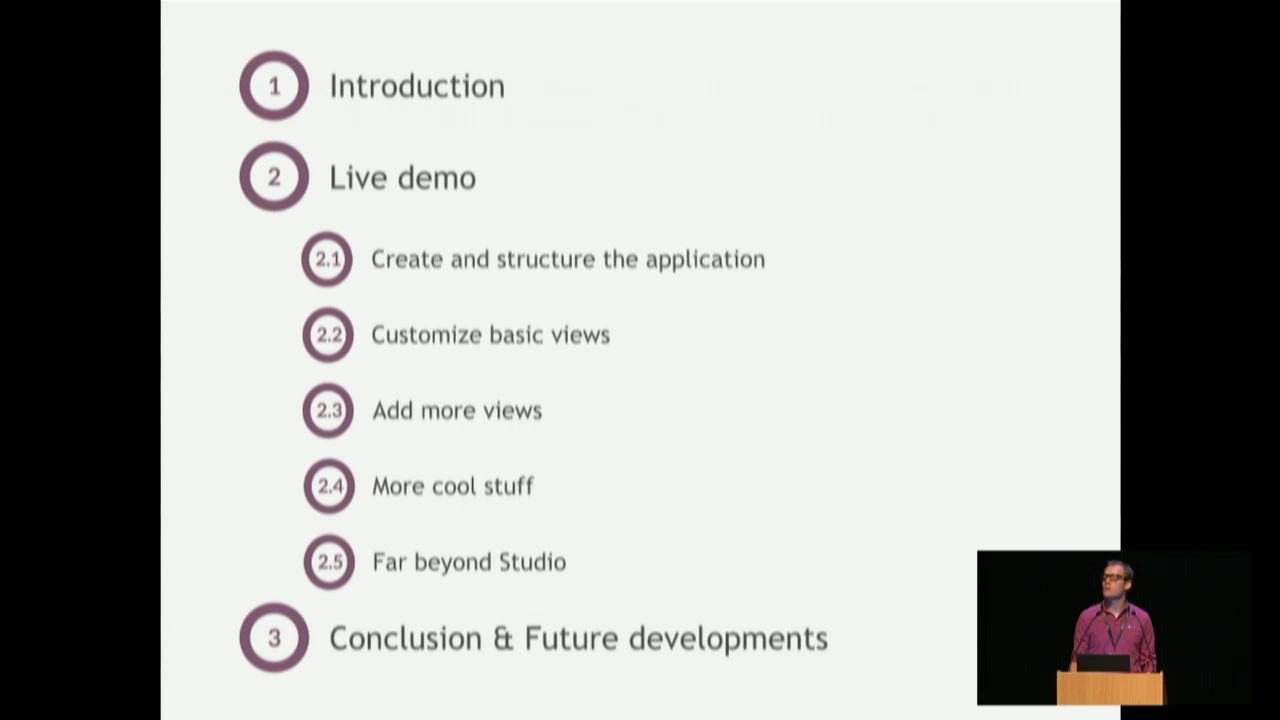 1 Introduction
2 Live demo
2.1 Create and structure the application
2.2 Customize basic views
2.3 Add more views
2.4 More cool stuff
2.5 Far beyond Studio
3 Conclusion & Future developments